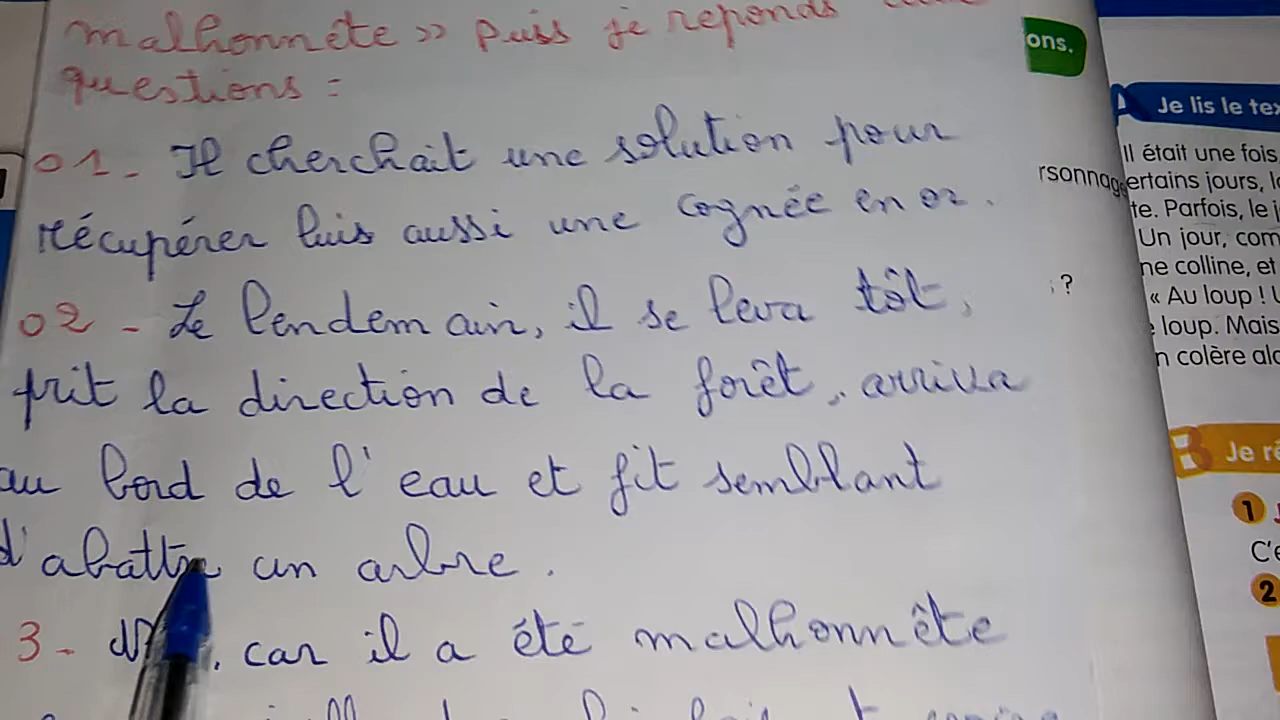 malhonnête » puis je réponds
questions :
01 - Il cherchait une solution pour
récupérer luis aussi une cognée en or.
02 - Le lendemain, il se leva tôt,
prit la direction de la forêt, arriva
au bord de l'eau et fit semblant
d'abattre un arbre.
3 - , car il a été malhonnête
ons.
rsonnage
?
Je lis le te
Il était une fois
ertains jours, l
te. Parfois, le j
Un jour, com
ne colline, et
« Au loup ! U
loup. Mais
n colère alo
Je ré
1
C'e
2